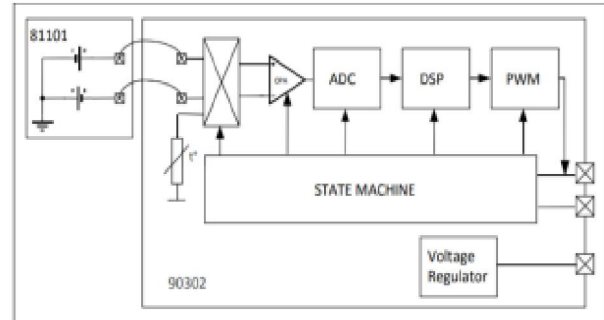 81101
OPA
ADC
DSP
PWM
t°
STATE MACHINE
Voltage
Regulator
90302